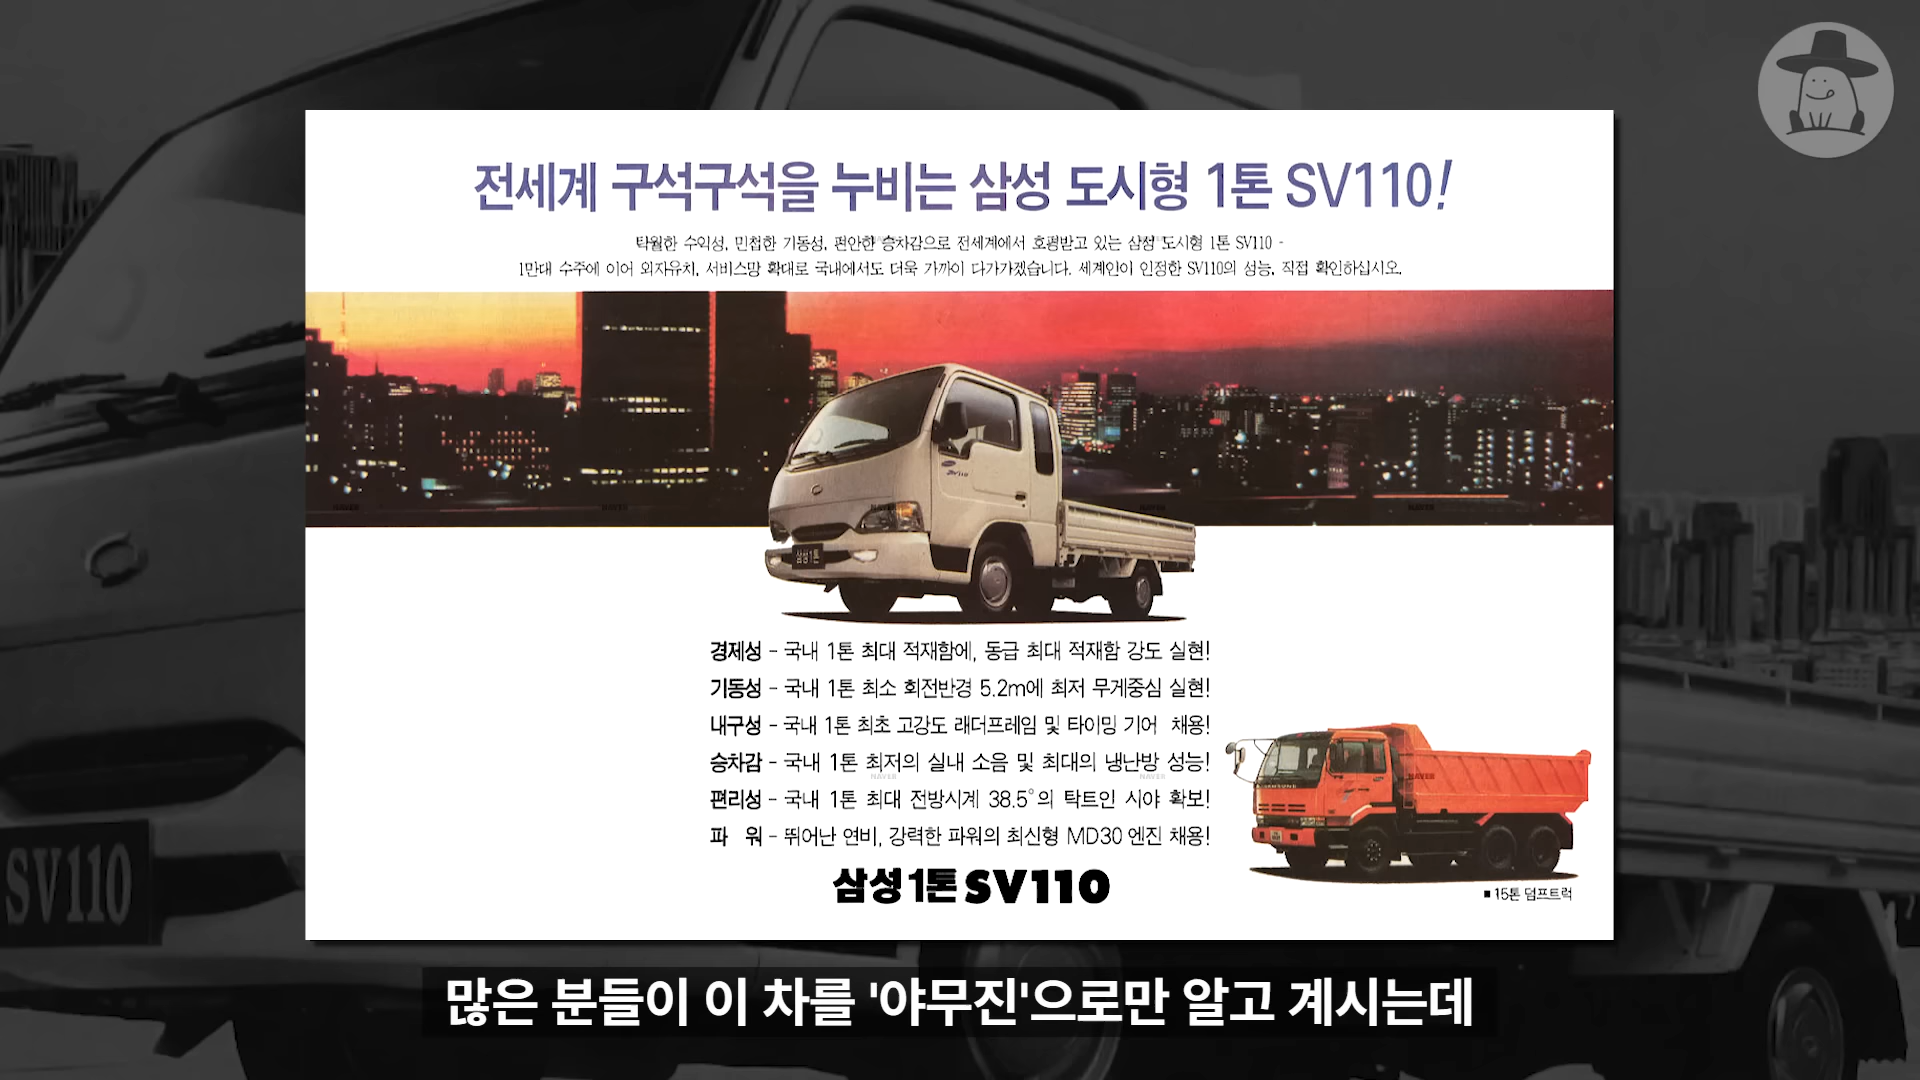 전세계 구석구석을 누비는 삼성 도시형 1톤 SV110!
탁월한 수익성, 민첩한 기동성, 편안한 승차감으로 전세계에서 호평받고 있는 삼성 도시형 1톤 SV110 -
1만대 수주에 이어 외자유치, 서비스망 확대로 국내에서도 더욱 가까이 다가가겠습니다. 세계인이 인정한 SV110의 성능, 직접 확인하십시오.
SV110
NAVER
NAVER
NAVER
NAVER
NAVER
삼성1톤
경제성 - 국내 1톤 최대 적재함에, 동급 최대 적재함 강도 실현!
기동성 - 국내 1톤 최소 회전반경 5.2m에 최저 무게중심 실현!
내구성 - 국내 1톤 최초 고강도 래더프레임 및 타이밍 기어 채용!
승차감 - 국내 1톤 최저의 실내 소음 및 최대의 냉난방 성능!
NAVER
NAVER
NAVER
편리성 - 국내 1톤 최대 전방시계 38.5°의 탁트인 시야 확보!
SAMSUNG
파 워 - 뛰어난 연비, 강력한 파워의 최신형 MD30 엔진 채용!
삼성1톤 SV110
■ 15톤 덤프트럭
SV110
많은 분들이 이 차를 '야무진'으로만 알고 계시는데